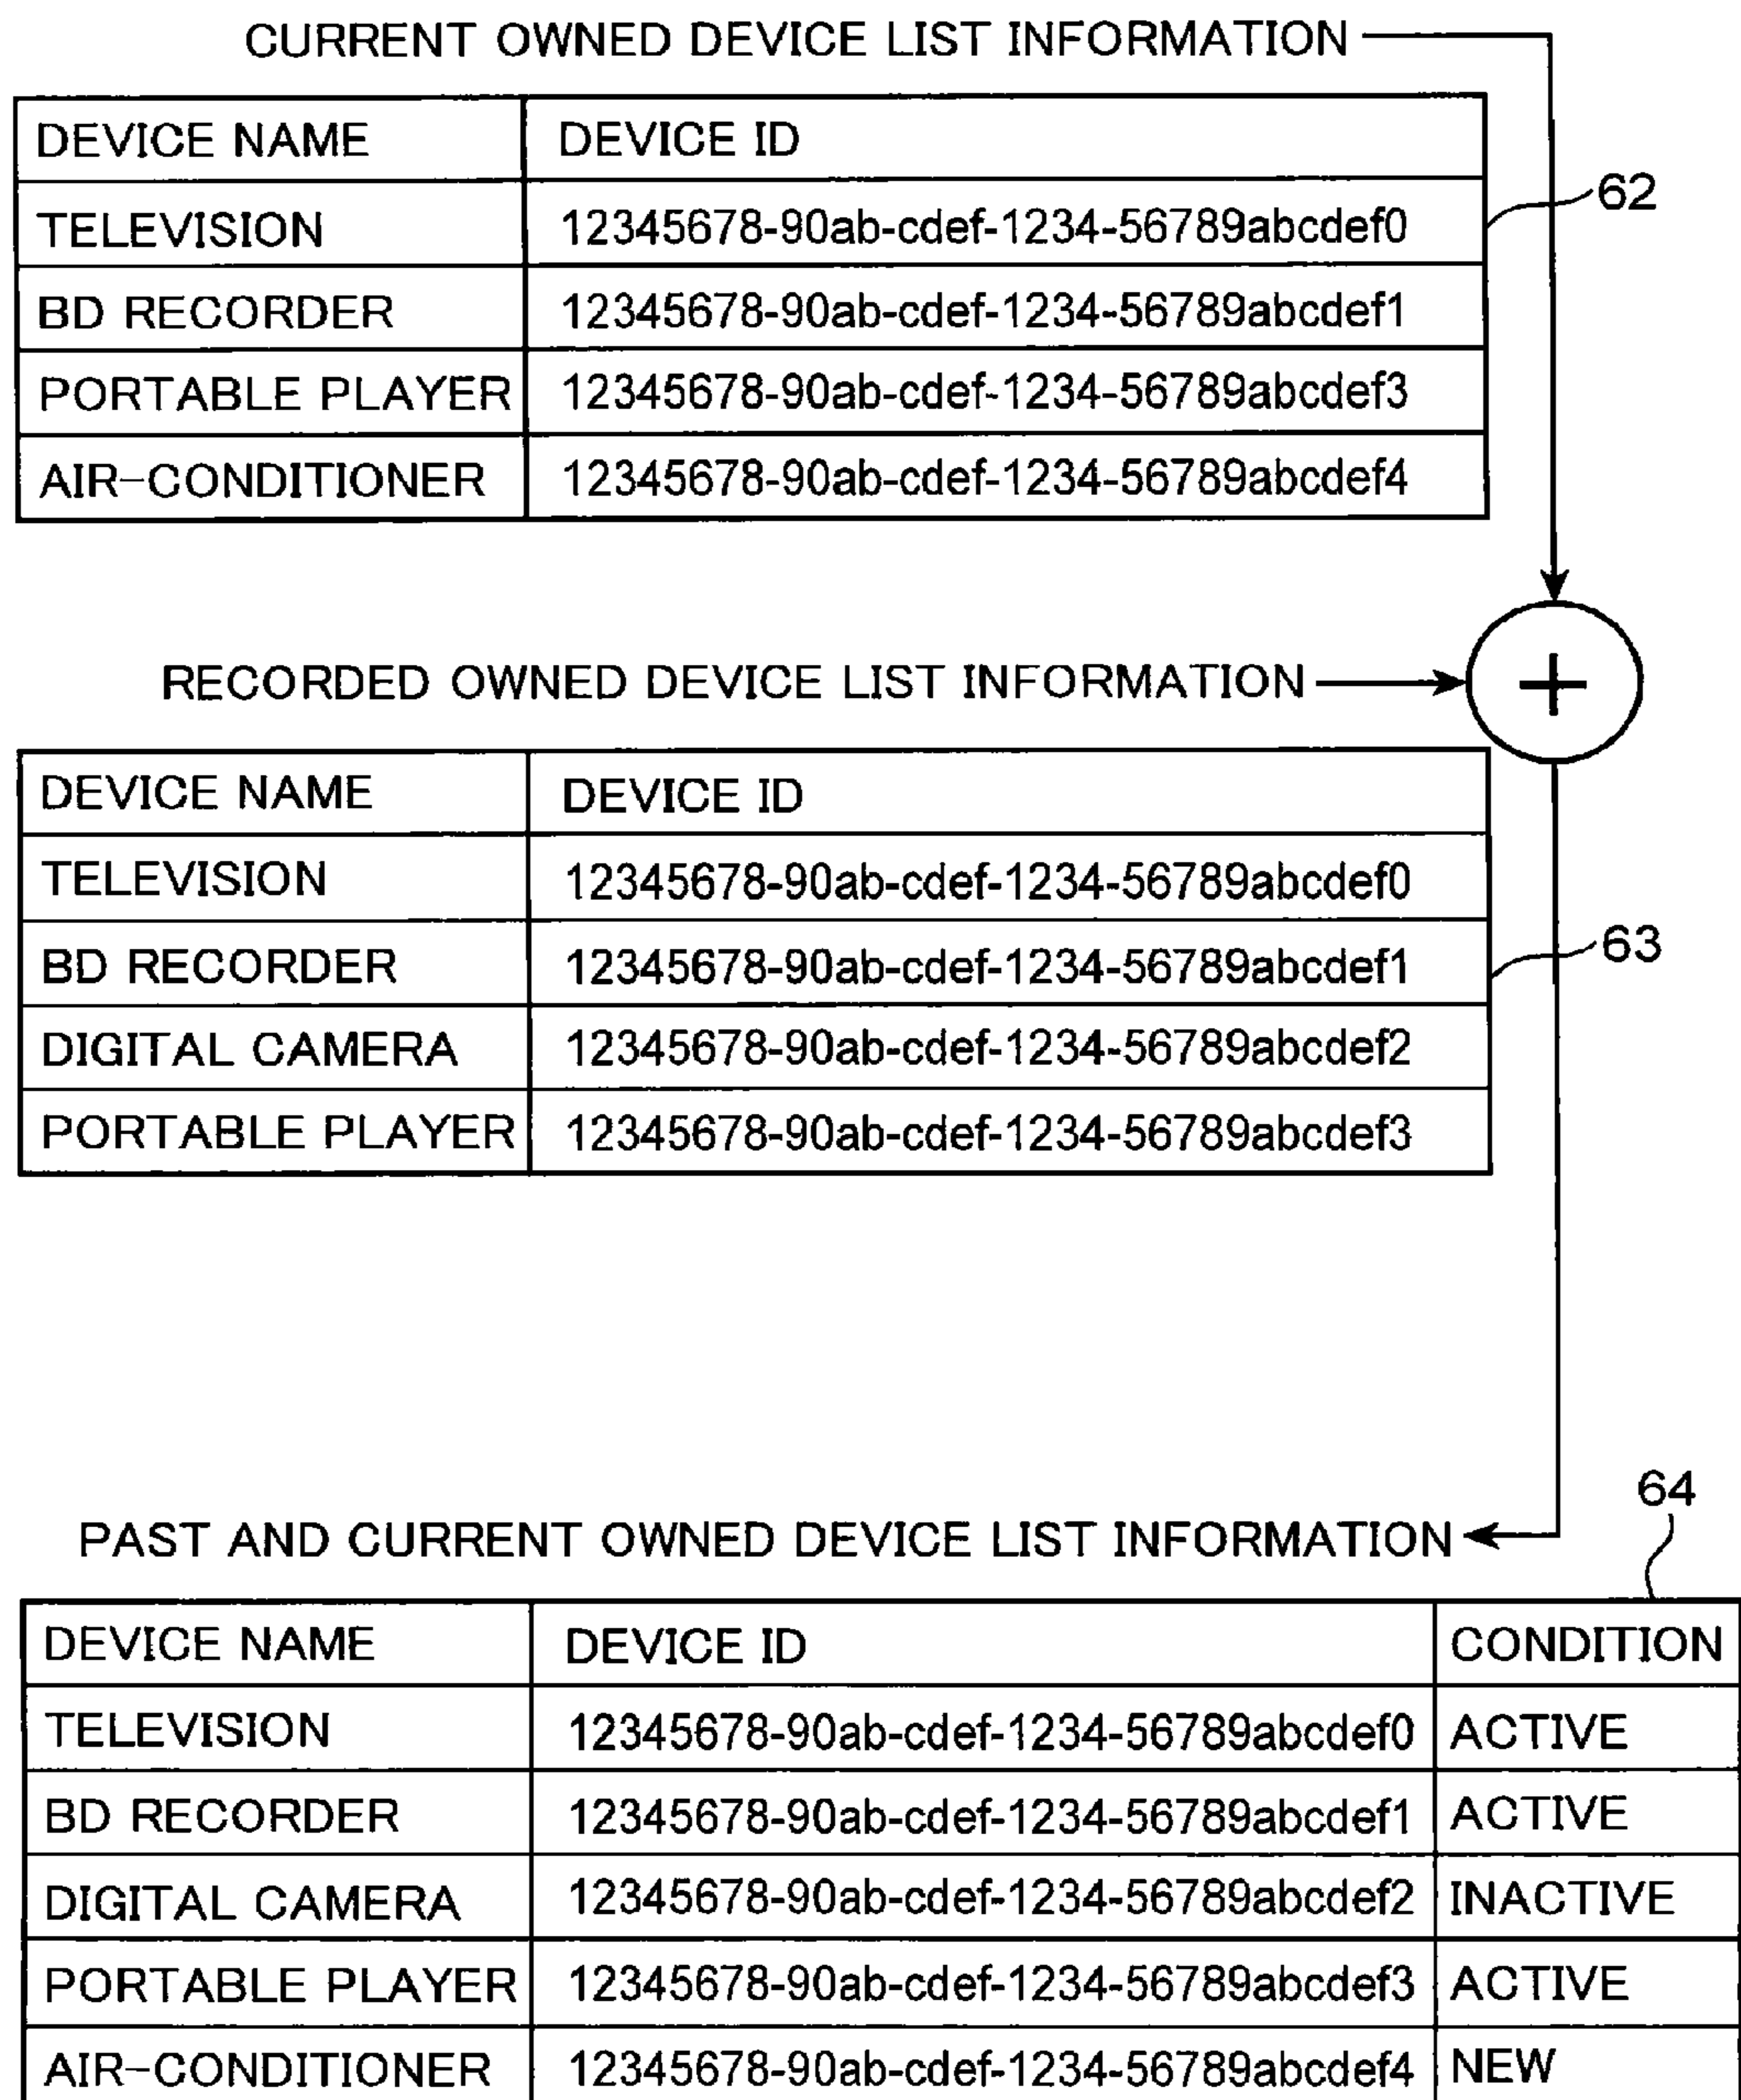 CURRENT OWNED DEVICE LIST INFORMATION
DEVICE NAME DEVICE ID
TELEVISION 12345678-90ab-cdef-1234-56789abcdef0
62
BD RECORDER 12345678-90ab-cdef-1234-56789abcdef1
PORTABLE PLAYER 12345678-90ab-cdef-1234-56789abcdef3
AIR-CONDITIONER 12345678-90ab-cdef-1234-56789abcdef4
RECORDED OWNED DEVICE LIST INFORMATION
+
DEVICE NAME DEVICE ID
TELEVISION 12345678-90ab-cdef-1234-56789abcdef0
BD RECORDER 12345678-90ab-cdef-1234-56789abcdef1
63
DIGITAL CAMERA 12345678-90ab-cdef-1234-56789abcdef2
PORTABLE PLAYER 12345678-90ab-cdef-1234-56789abcdef3
64
PAST AND CURRENT OWNED DEVICE LIST INFORMATION
DEVICE NAME DEVICE ID CONDITION
TELEVISION 12345678-90ab-cdef-1234-56789abcdef0 ACTIVE
BD RECORDER 12345678-90ab-cdef-1234-56789abcdef1 ACTIVE
DIGITAL CAMERA 12345678-90ab-cdef-1234-56789abcdef2 INACTIVE
PORTABLE PLAYER 12345678-90ab-cdef-1234-56789abcdef3 ACTIVE
AIR-CONDITIONER 12345678-90ab-cdef-1234-56789abcdef4 NEW